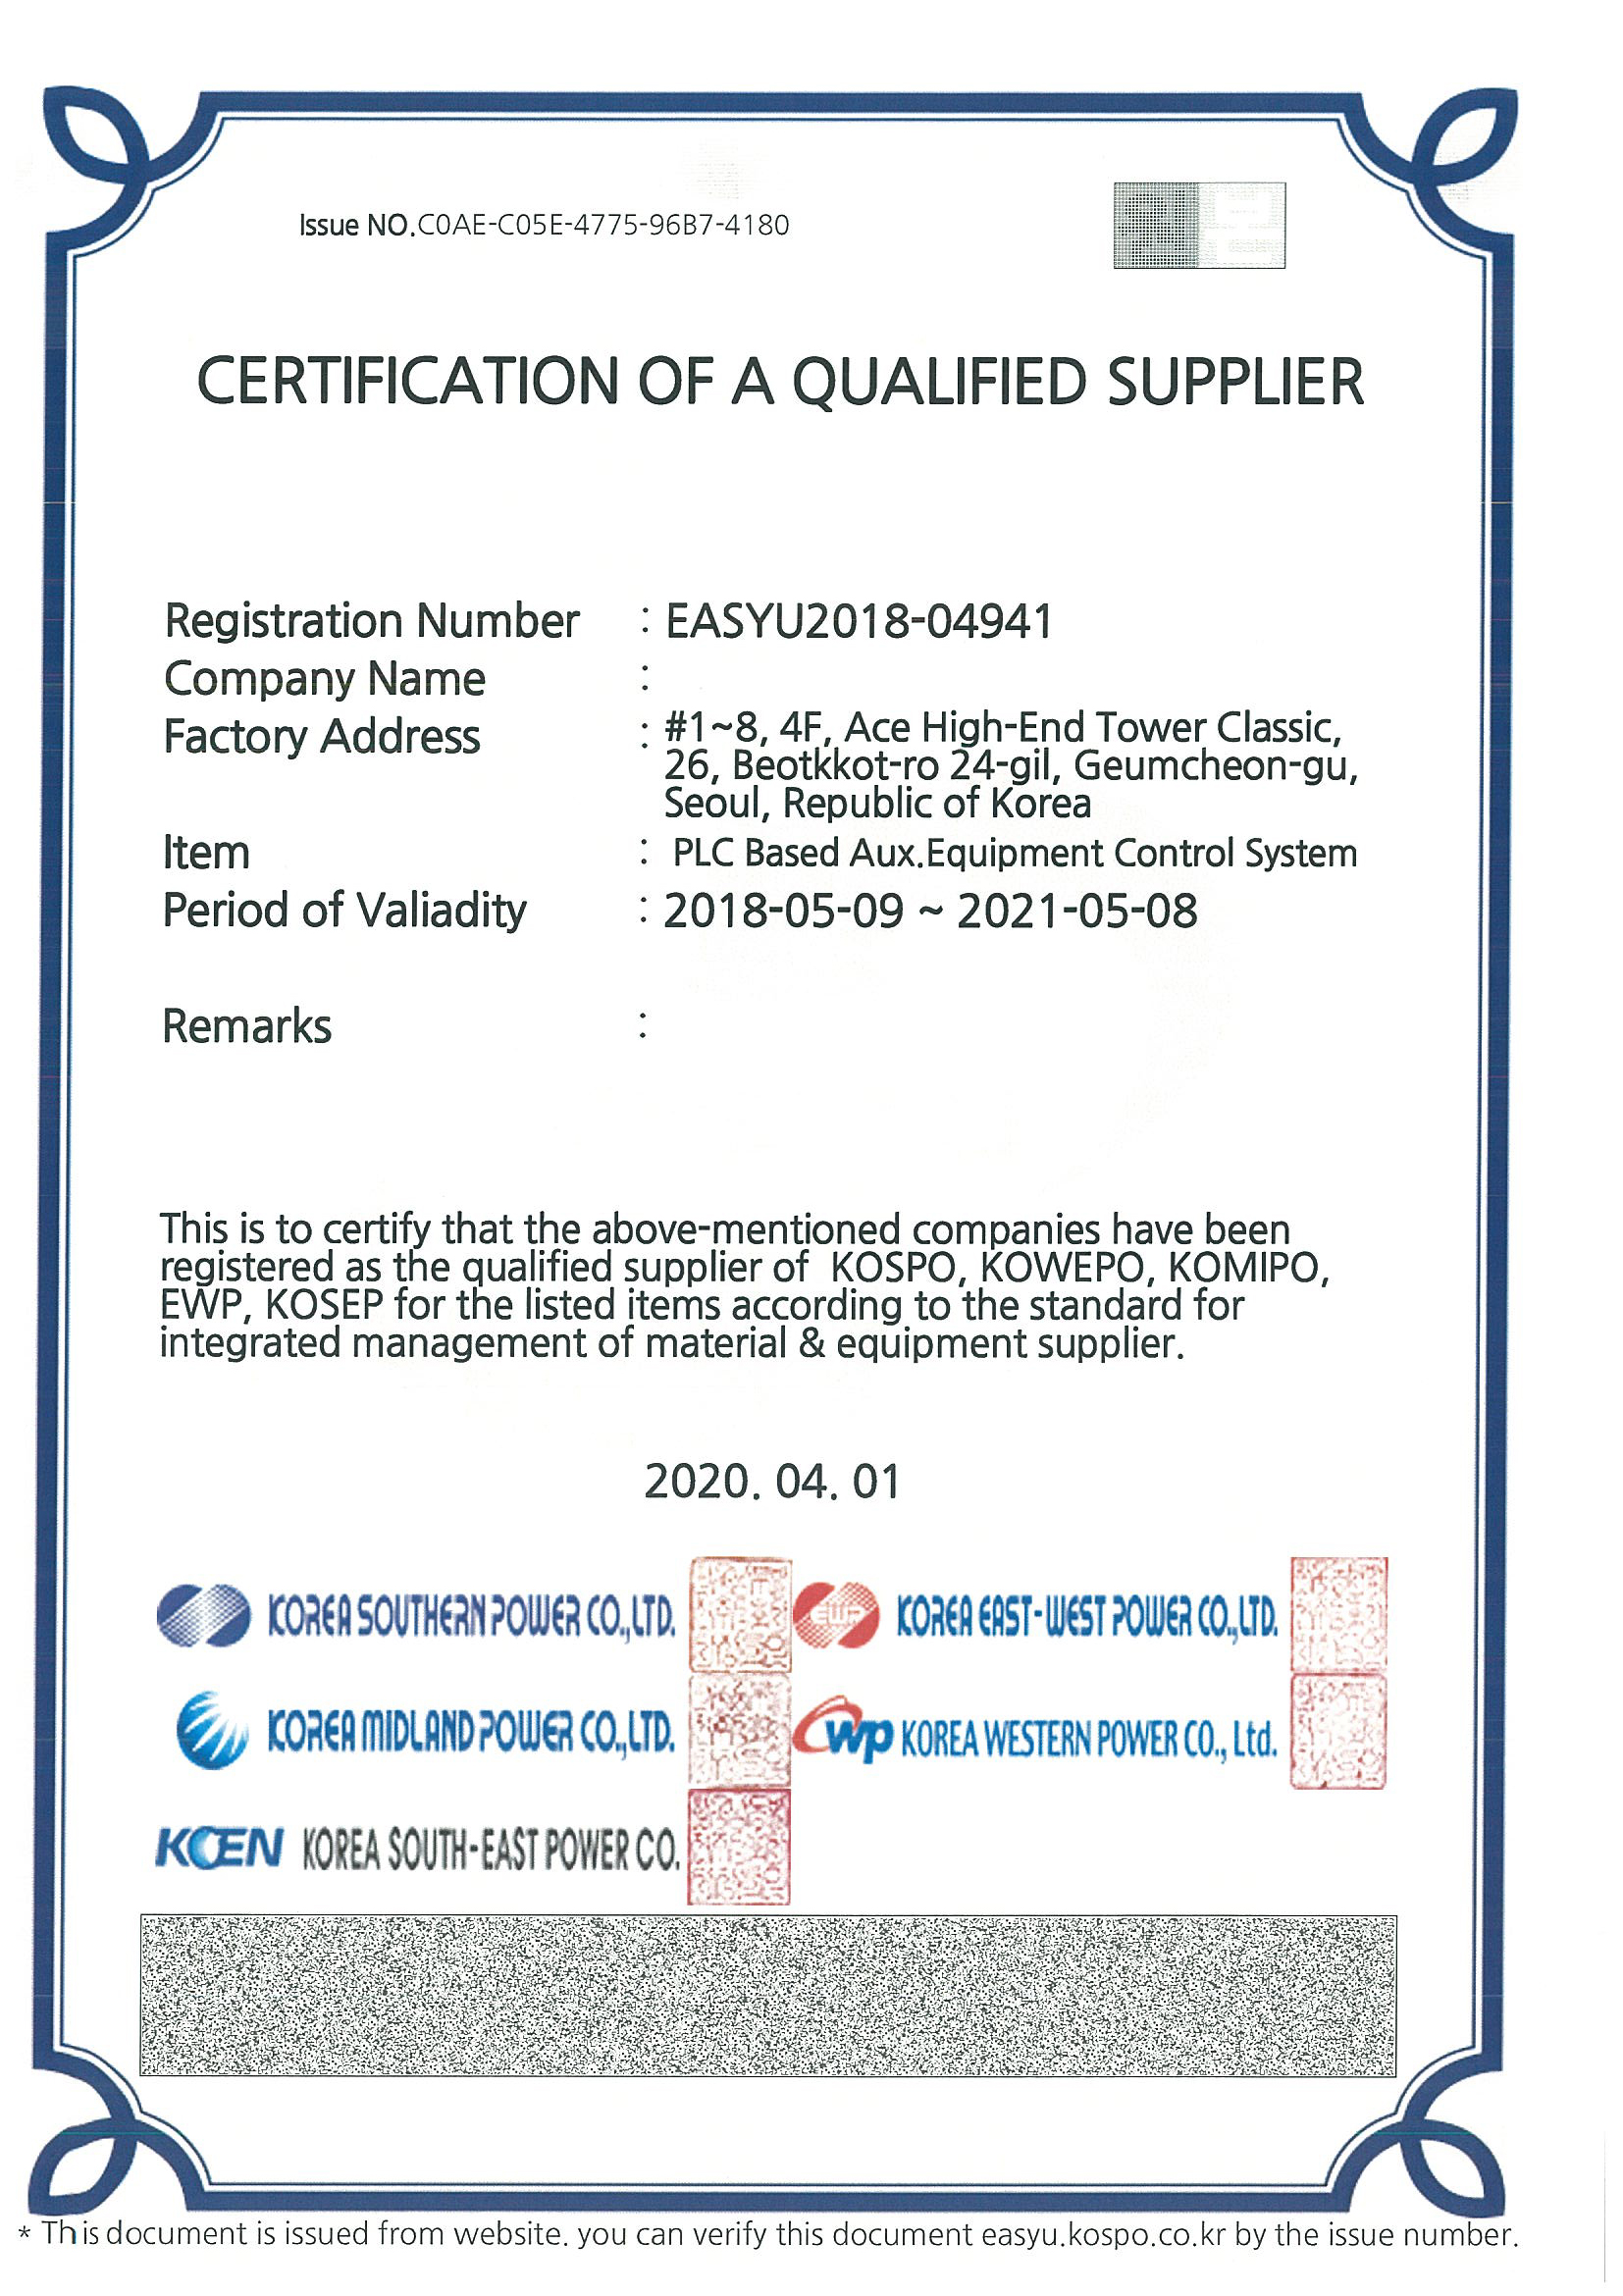 Issue NO.C0AE-C05E-4775-96B7-4180
CERTIFICATION OF A QUALIFIED SUPPLIER
Registration Number : EASYU2018-04941
Company Name :
Factory Address : #1~8, 4F, Ace High-End Tower Classic,
26, Beotkkot-ro 24-gil, Geumcheon-gu,
Seoul, Republic of Korea
Item : PLC Based Aux.Equipment Control System
Period of Valiadity : 2018-05-09 ~ 2021-05-08
Remarks :
This is to certify that the above-mentioned companies have been
registered as the qualified supplier of KOSPO, KOWEPO, KOMIPO,
EWP, KOSEP for the listed items according to the standard for
integrated management of material & equipment supplier.
2020. 04. 01
KOREA SOUTHERN POWER CO.,LTD. EWP KOREA EAST-WEST POWER CO.,LTD.
KOREA MIDLAND POWER CO.,LTD. wp KOREA WESTERN POWER CO., Ltd.
KOEN KOREA SOUTH-EAST POWER CO.
* This document is issued from website. you can verify this document easyu.kospo.co.kr by the issue number.